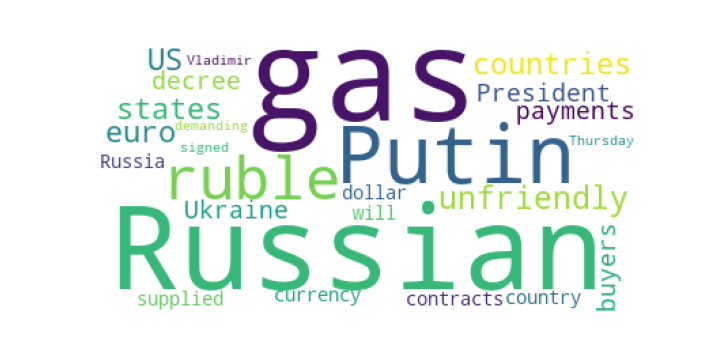 US
Vladimir
gas
countries
decree
President
states
payments
euro
demanding
Putin
Thursday
signed
Russia
ruble
dollar
unfriendly
Ukraine
will
Russian
buyers
supplied
currency
contracts
country